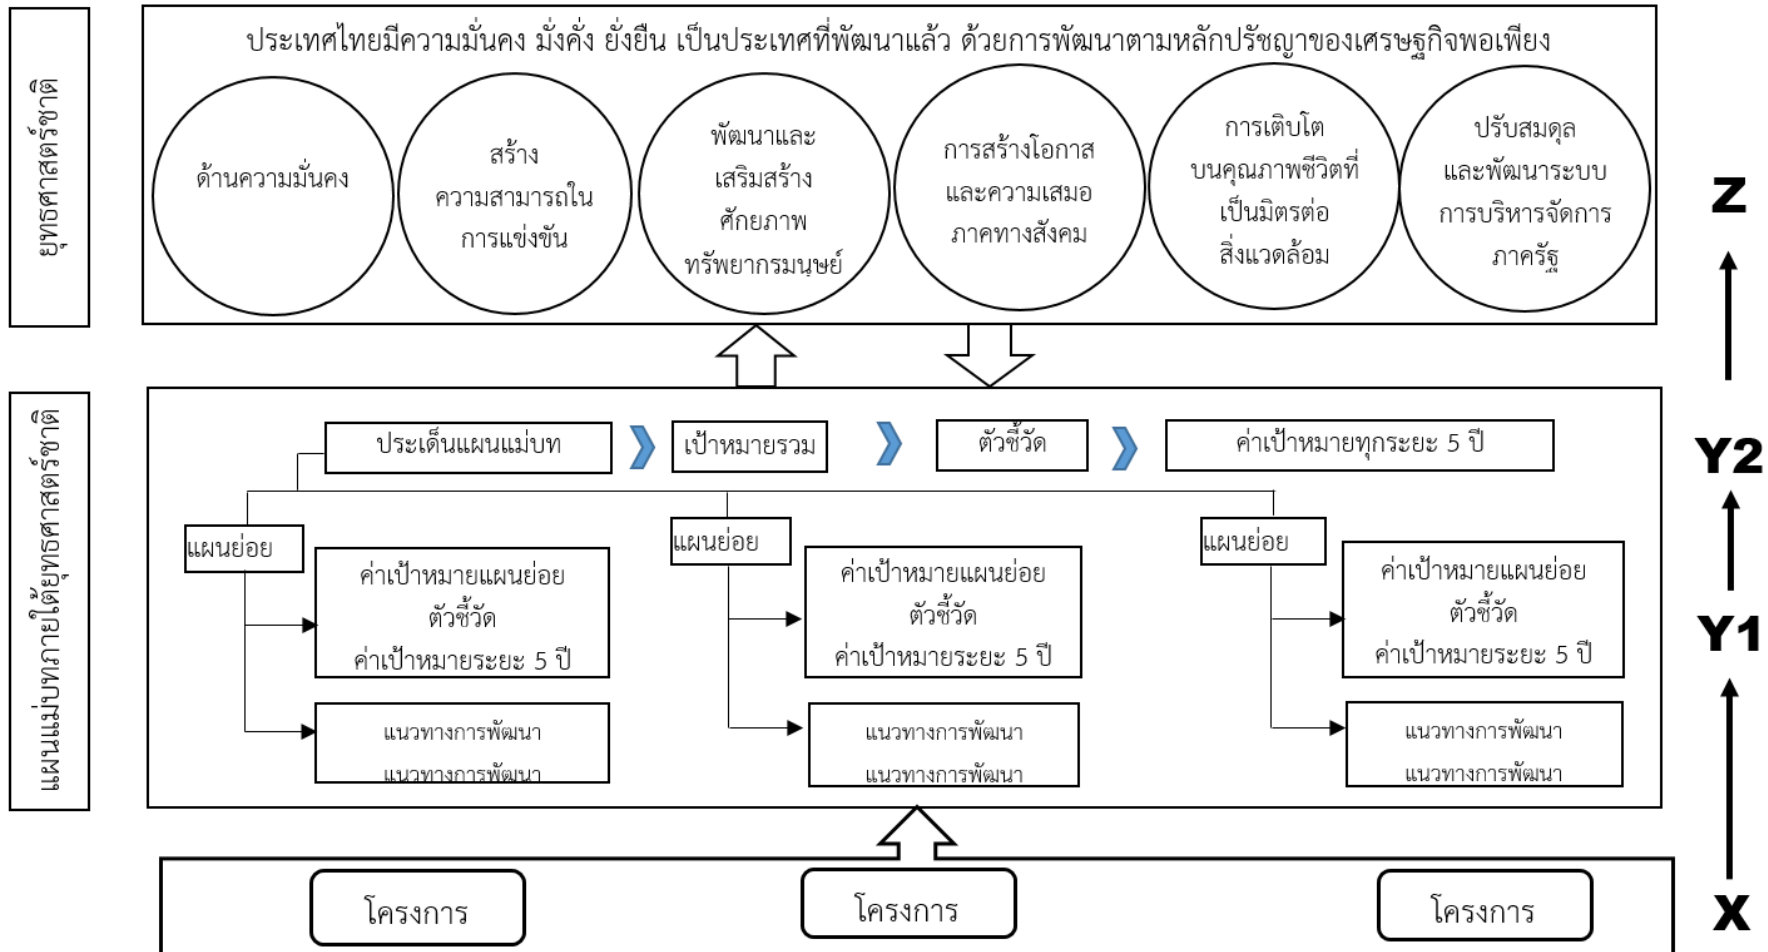 ยุทธศาสตร์ชาติ
ประเทศไทยมีความมั่นคง มั่งคั่ง ยั่งยืน เป็นประเทศที่พัฒนาแล้ว ด้วยการพัฒนาตามหลักปรัชญาของเศรษฐกิจพอเพียง
ด้านความมั่นคง
สร้าง
ความสามารถใน
การแข่งขัน
พัฒนาและ
เสริมสร้าง
ศักยภาพ
ทรัพยากรมนุษย์
การสร้างโอกาส
และความเสมอ
ภาคทางสังคม
การเติบโต
บนคุณภาพชีวิตที่
เป็นมิตรต่อ
สิ่งแวดล้อม
ปรับสมดุล
และพัฒนาระบบ
การบริหารจัดการ
ภาครัฐ
Z
แผนแม่บทภายใต้ยุทธศาสตร์ชาติ
ประเด็นแผนแม่บท
เป้าหมายรวม
ตัวชี้วัด
ค่าเป้าหมายทุกระยะ 5 ปี
Y2
แผนย่อย
ค่าเป้าหมายแผนย่อย
ตัวชี้วัด
ค่าเป้าหมายระยะ 5 ปี
แนวทางการพัฒนา
แนวทางการพัฒนา
แผนย่อย
ค่าเป้าหมายแผนย่อย
ตัวชี้วัด
ค่าเป้าหมายระยะ 5 ปี
แนวทางการพัฒนา
แนวทางการพัฒนา
แผนย่อย
ค่าเป้าหมายแผนย่อย
ตัวชี้วัด
ค่าเป้าหมายระยะ 5 ปี
แนวทางการพัฒนา
แนวทางการพัฒนา
Y1
โครงการ
โครงการ
โครงการ
X